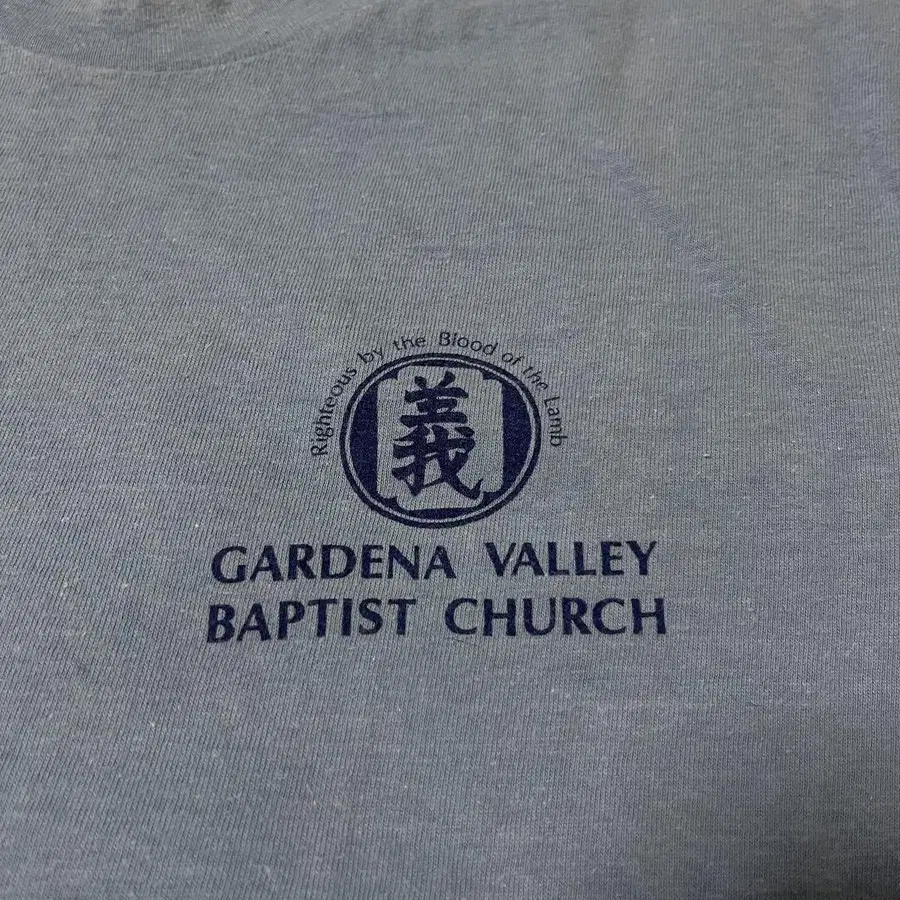 Righteous by the Blood of the Lamb
義
GARDENA VALLEY
BAPTIST CHURCH